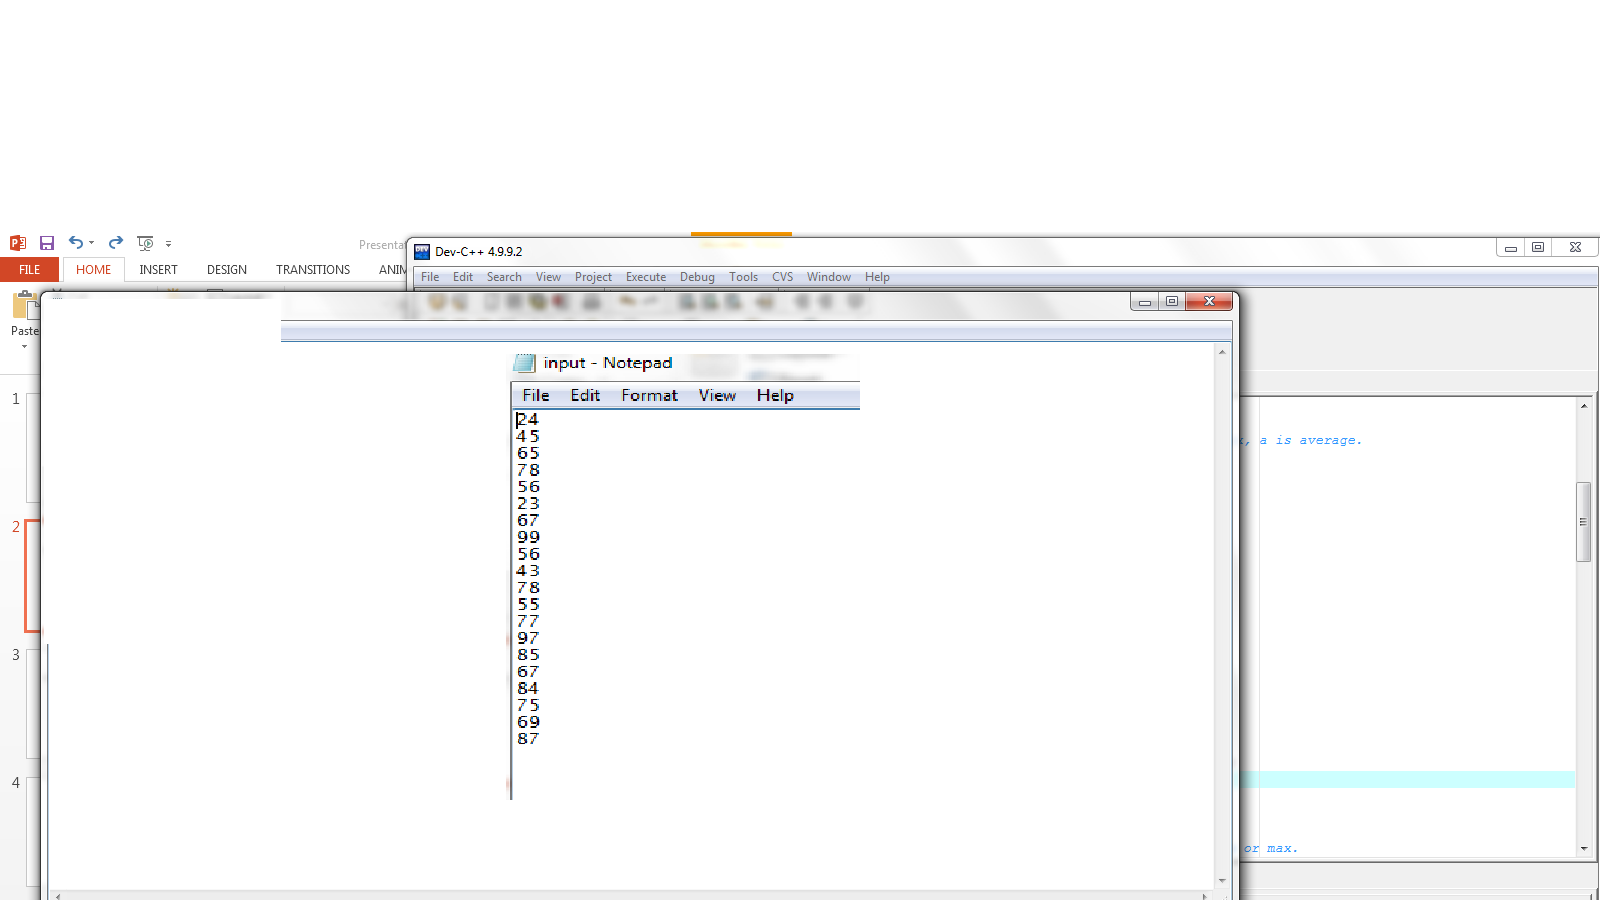 Presentat
FILE HOME INSERT DESIGN TRANSITIONS ANIM
Paste
1
2
3
4
Dev-C++ 4.9.9.2
File Edit Search View Project Execute Debug Tools CVS Window Help
input - Notepad
File Edit Format View Help
24
45
65
78
56
23
67
99
56
43
78
55
77
97
85
67
84
75
69
87
, a is average.
or max.